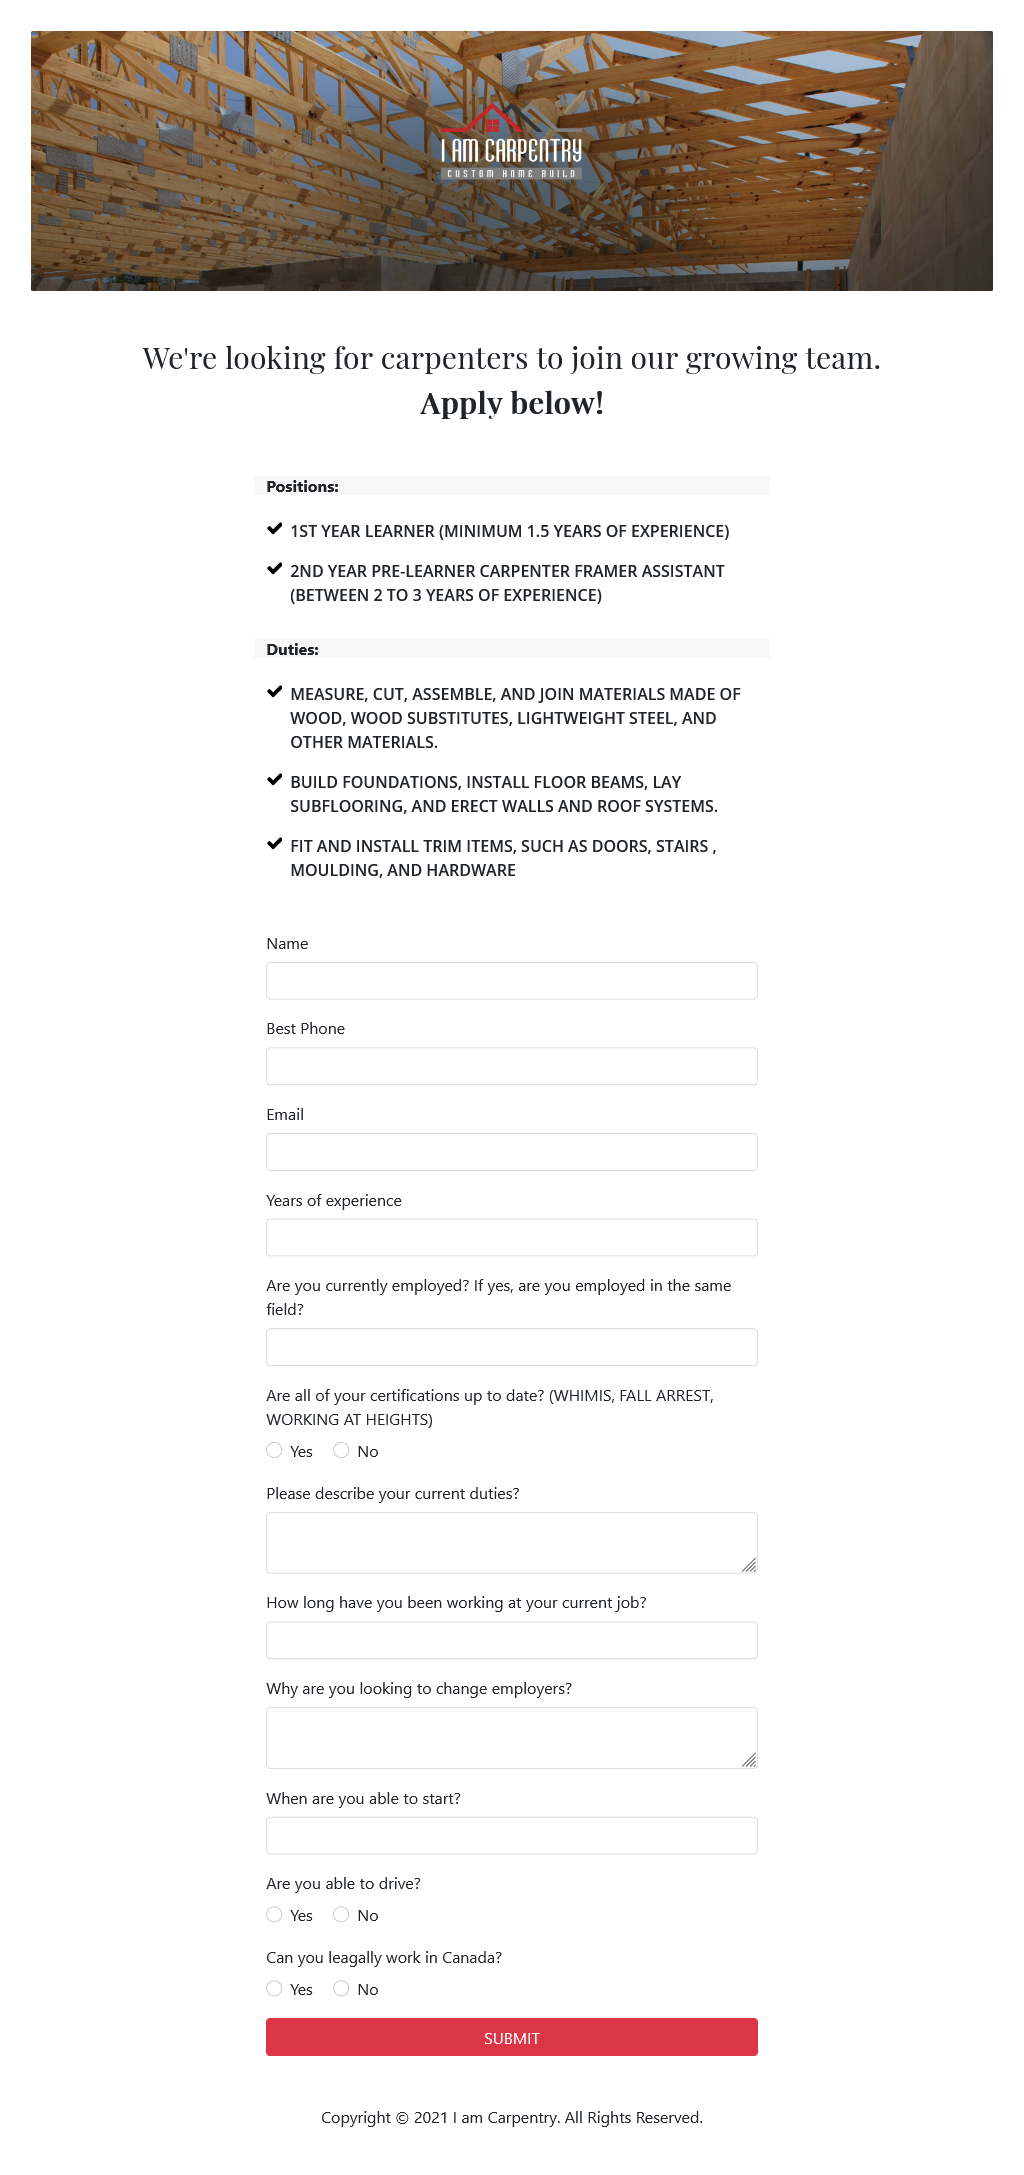 I AM CARPENTRY
CUSTOM HOME BUILD
We're looking for carpenters to join our growing team.
Apply below!
Positions:
1ST YEAR LEARNER (MINIMUM 1.5 YEARS OF EXPERIENCE)
2ND YEAR PRE-LEARNER CARPENTER FRAMER ASSISTANT
(BETWEEN 2 TO 3 YEARS OF EXPERIENCE)
Duties:
MEASURE, CUT, ASSEMBLE, AND JOIN MATERIALS MADE OF
WOOD, WOOD SUBSTITUTES, LIGHTWEIGHT STEEL, AND
OTHER MATERIALS.
BUILD FOUNDATIONS, INSTALL FLOOR BEAMS, LAY
SUBFLOORING, AND ERECT WALLS AND ROOF SYSTEMS.
FIT AND INSTALL TRIM ITEMS, SUCH AS DOORS, STAIRS ,
MOULDING, AND HARDWARE
Name
Best Phone
Email
Years of experience
Are you currently employed? If yes, are you employed in the same
field?
Are all of your certifications up to date? (WHIMIS, FALL ARREST,
WORKING AT HEIGHTS)
Yes No
Please describe your current duties?
How long have you been working at your current job?
Why are you looking to change employers?
When are you able to start?
Are you able to drive?
Yes No
Can you leagally work in Canada?
Yes No
SUBMIT
Copyright © 2021 I am Carpentry. All Rights Reserved.